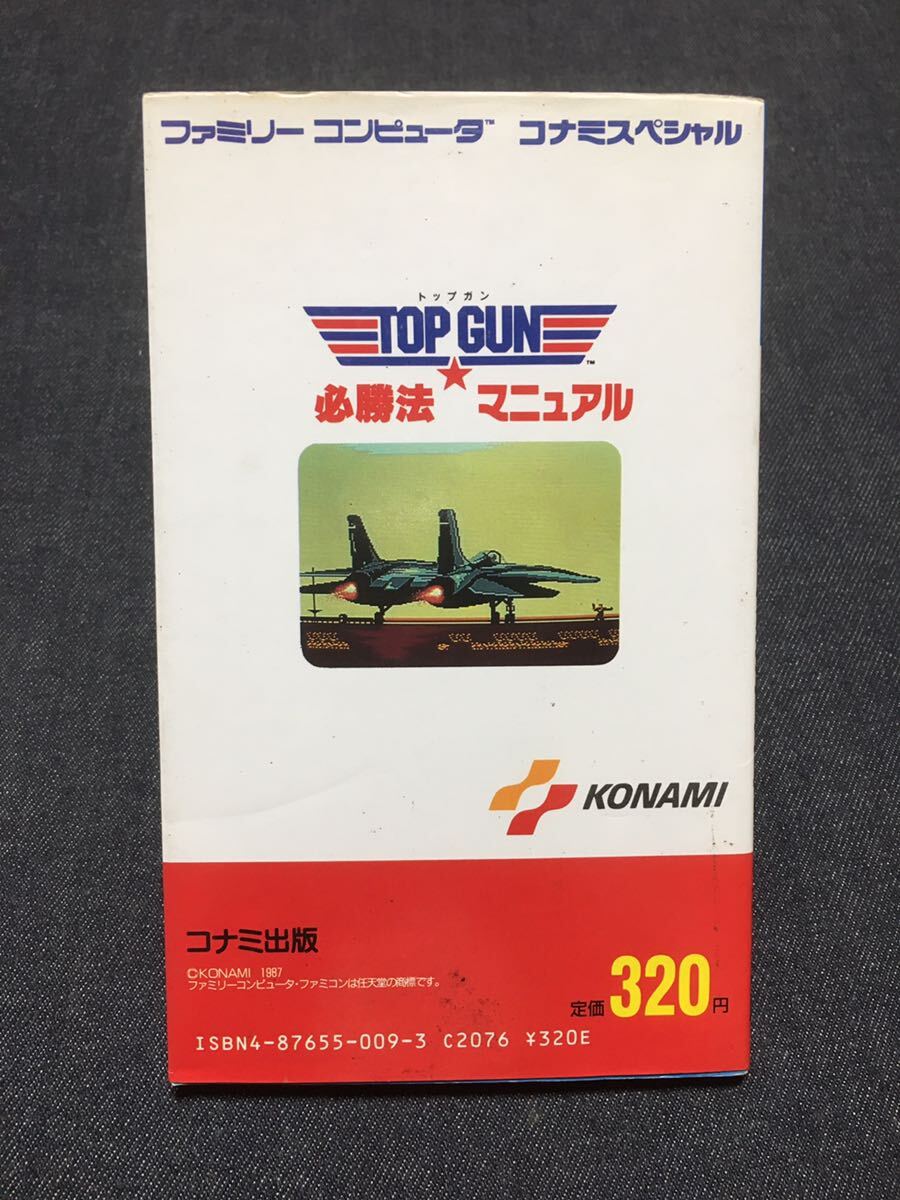 ファミリー コンピュータ™ コナミスペシャル
トップガン
TOP GUN™
必勝法★マニュアル
KONAMI
コナミ出版
©KONAMI 1987
ファミリーコンピュータ・ファミコンは任天堂の商標です。
定価320円
ISBN4-87655-009-3 C2076 ¥320E